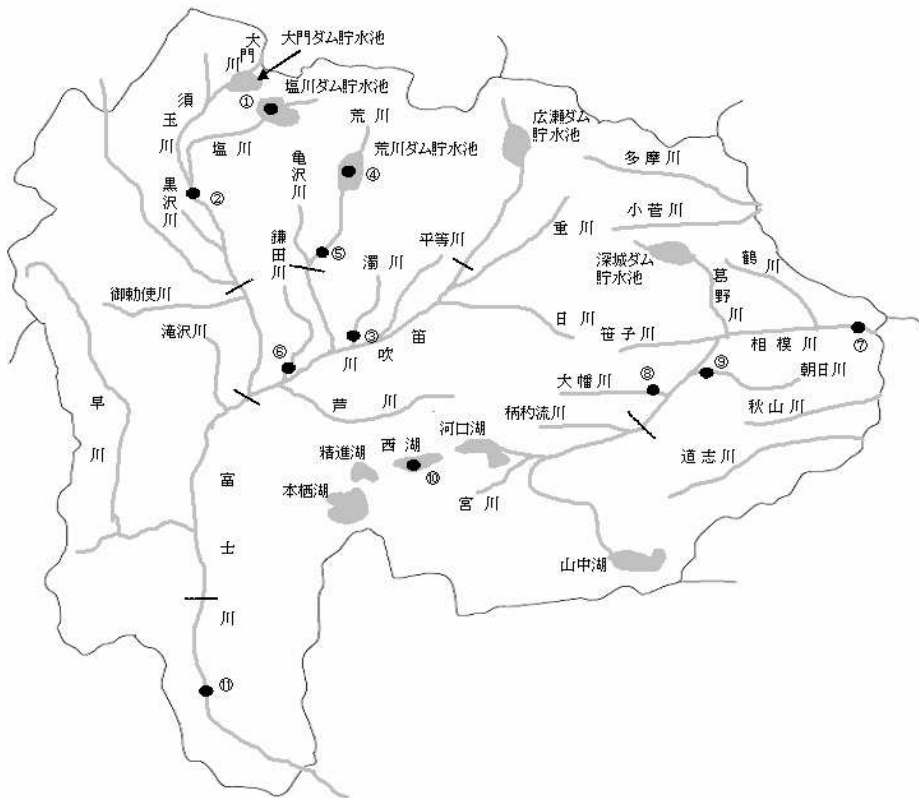 大門川
大門ダム貯水池
塩川ダム貯水池
①
須玉川
塩川
荒川
荒川ダム貯水池
④
広瀬ダム
貯水池
多摩川
小菅川
亀沢川
黒沢川
②
鎌田川
⑤
濁川
平等川
重川
深城ダム
貯水池
葛野川
鶴川
御勅使川
滝沢川
⑥
③
笛吹川
日川
笹子川
相模川
⑦
⑧
⑨
朝日川
大幡川
秋山川
柄杓流川
芦川
早川
精進湖
西湖
⑩
河口湖
本栖湖
宮川
道志川
山中湖
富士川
⑪